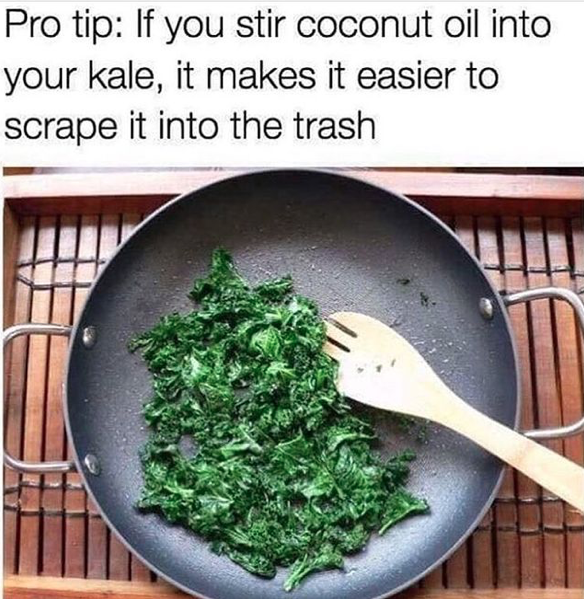 Pro tip: If you stir coconut oil into
your kale, it makes it easier to
scrape it into the trash